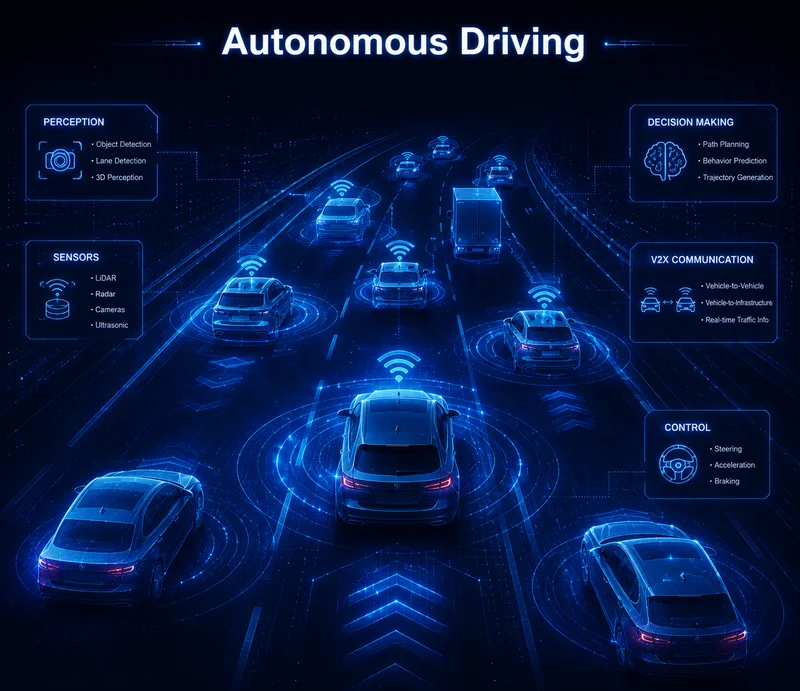 Autonomous Driving
PERCEPTION
• Object Detection
• Lane Detection
• 3D Perception
SENSORS
• LiDAR
• Radar
• Cameras
• Ultrasonic
DECISION MAKING
• Path Planning
• Behavior Prediction
• Trajectory Generation
V2X COMMUNICATION
• Vehicle-to-Vehicle
• Vehicle-to-Infrastructure
• Real-time Traffic Info
CONTROL
• Steering
• Acceleration
• Braking